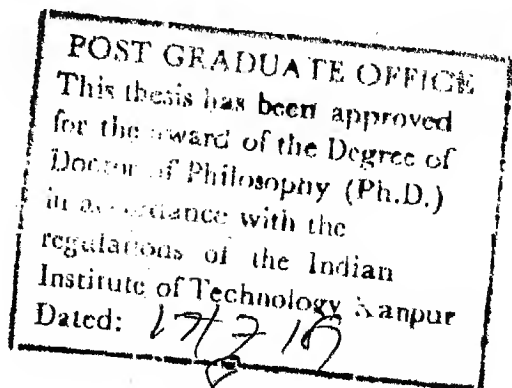 POST GRADUATE OFFICE
This thesis has been approved
for the award of the Degree of
Doctor of Philosophy (Ph.D.)
in accordance with the
regulations of the Indian
Institute of Technology Kanpur
Dated: